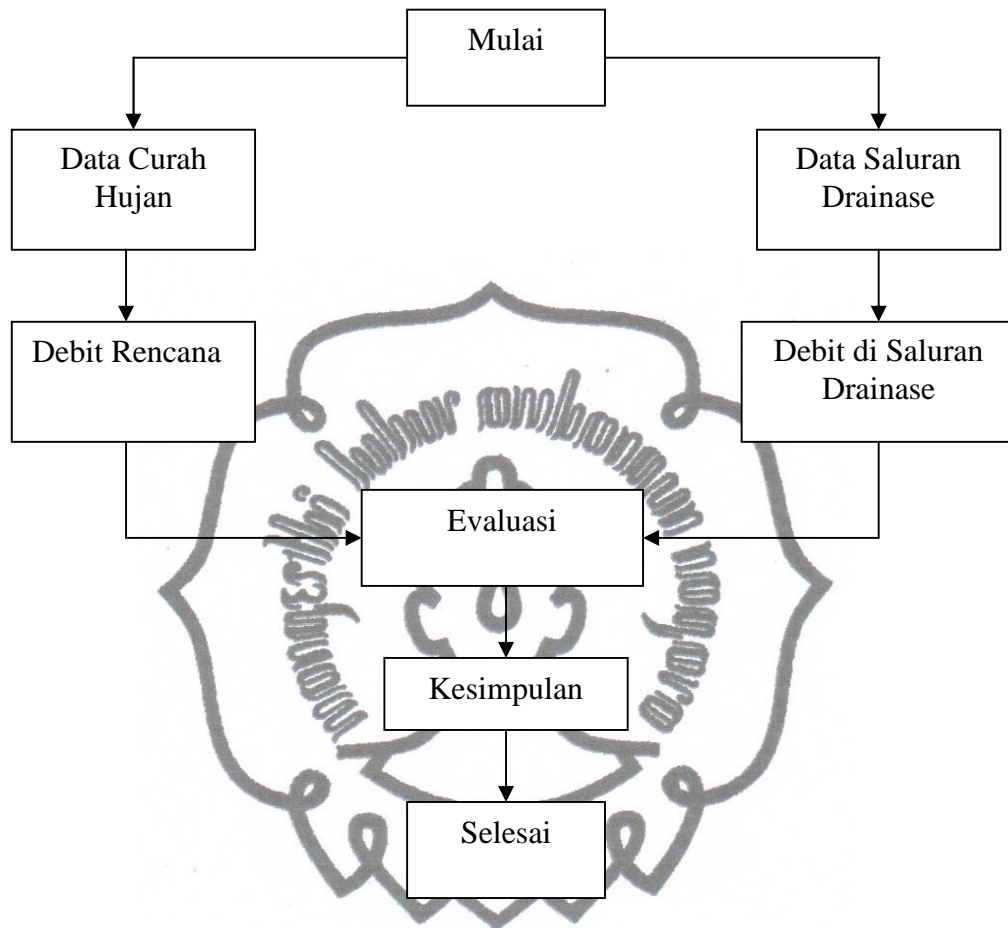 Mulai
Data Curah
Hujan
Data Saluran
Drainase
Debit Rencana
Debit di Saluran
Drainase
Evaluasi
Kesimpulan
Selesai